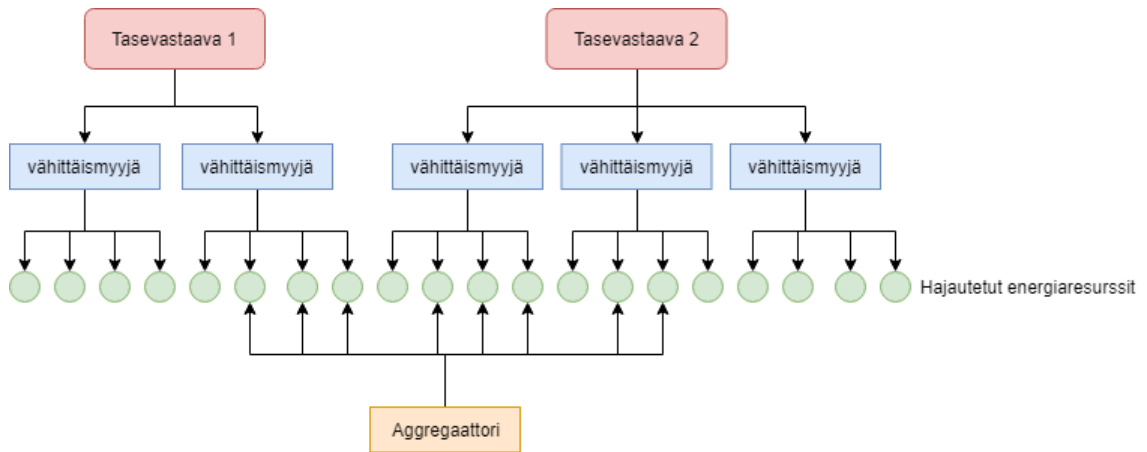 Tasevastaava 1
Tasevastaava 2
vähittäismyyjä
vähittäismyyjä
vähittäismyyjä
vähittäismyyjä
vähittäismyyjä
Hajautetut energiaresurssit
Aggregaattori